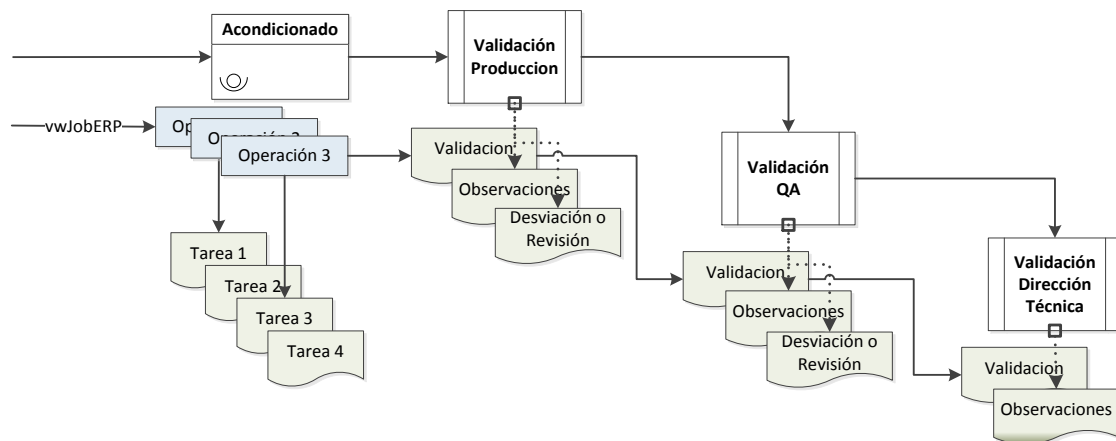 Acondicionado
Validación
Produccion
vwJobERP
Operación 3
Validacion
Observaciones
Desviación o
Revisión
Validación
QA
Tarea 1
Tarea 2
Tarea 3
Tarea 4
Validacion
Observaciones
Desviación o
Revisión
Validación
Dirección
Técnica
Validacion
Observaciones